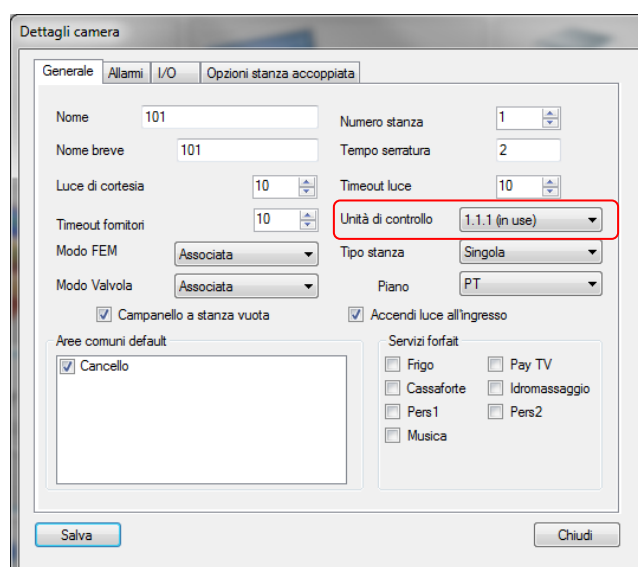 Dettagli camera
Generale Allarmi I/O Opzioni stanza accoppiata
Nome 101 Numero stanza 1
Nome breve 101 Tempo serratura 2
Luce di cortesia 10 Timeout luce 10
Timeout fornitori 10 Unità di controllo 1.1.1 (in use)
Modo FEM Associata Tipo stanza Singola
Modo Valvola Associata Piano PT
Campanello a stanza vuota Accendi luce all'ingresso
Aree comuni default Servizi forfait
Cancello Frigo Pay TV
Cassaforte Idromassaggio
Pers1 Pers2
Musica
Salva Chiudi